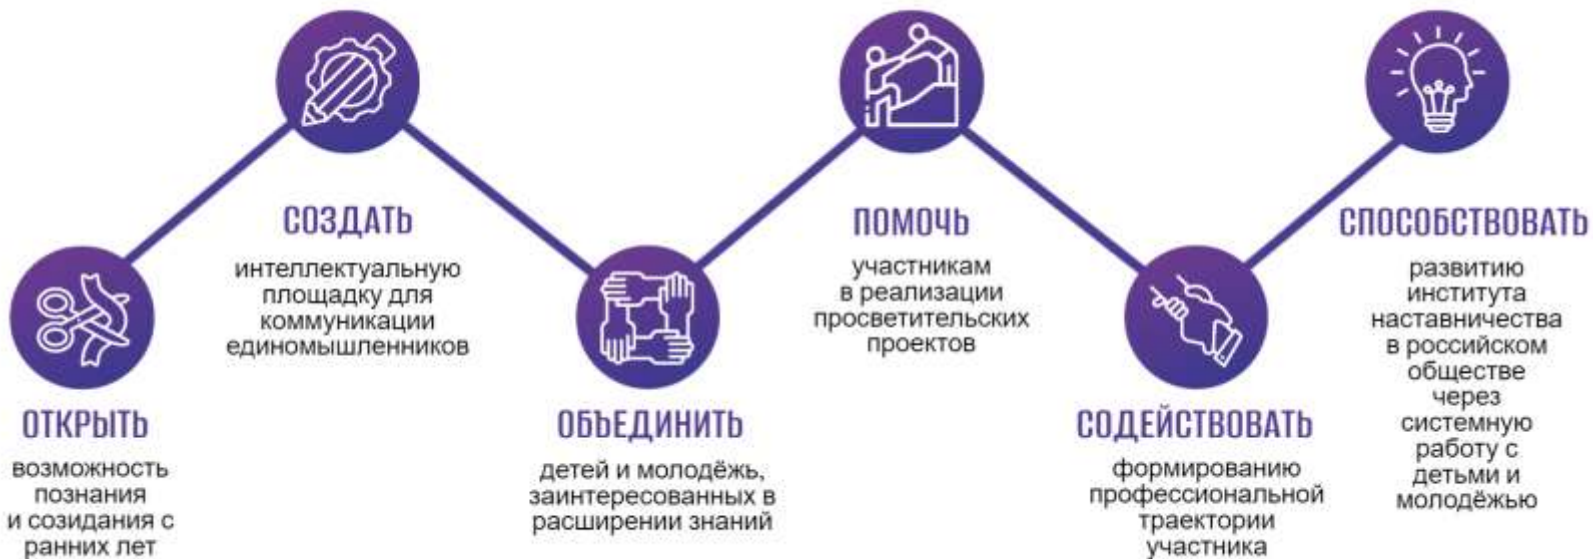 ОТКРЫТЬ
возможность
познания
и созидания с
ранних лет
СОЗДАТЬ
интеллектуальную
площадку для
коммуникации
единомышленников
ОБЪЕДИНИТЬ
детей и молодёжь,
заинтересованных в
расширении знаний
ПОМОЧЬ
участникам
в реализации
просветительских
проектов
СОДЕЙСТВОВАТЬ
формированию
профессиональной
траектории
участника
СПОСОБСТВОВАТЬ
развитию
института
наставничества
в российском
обществе
через
системную
работу с
детьми и
молодёжью